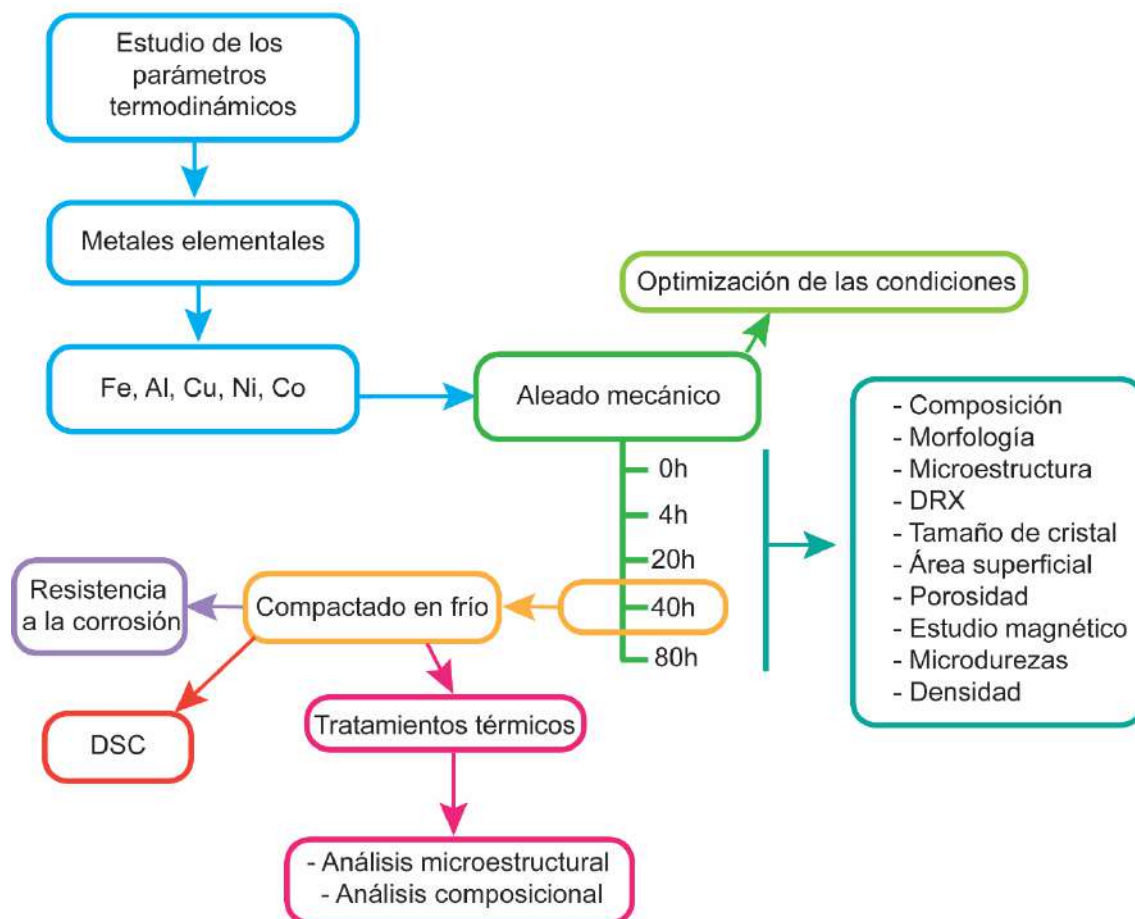 Estudio de los
parámetros
termodinámicos
Metales elementales
Fe, Al, Cu, Ni, Co
Optimización de las condiciones
Aleado mecánico
0h
4h
20h
40h
80h
- Composición
- Morfología
- Microestructura
- DRX
- Tamaño de cristal
- Área superficial
- Porosidad
- Estudio magnético
- Microdurezas
- Densidad
Compactado en frío
Resistencia
a la corrosión
DSC
Tratamientos térmicos
- Análisis microestructural
- Análisis composicional